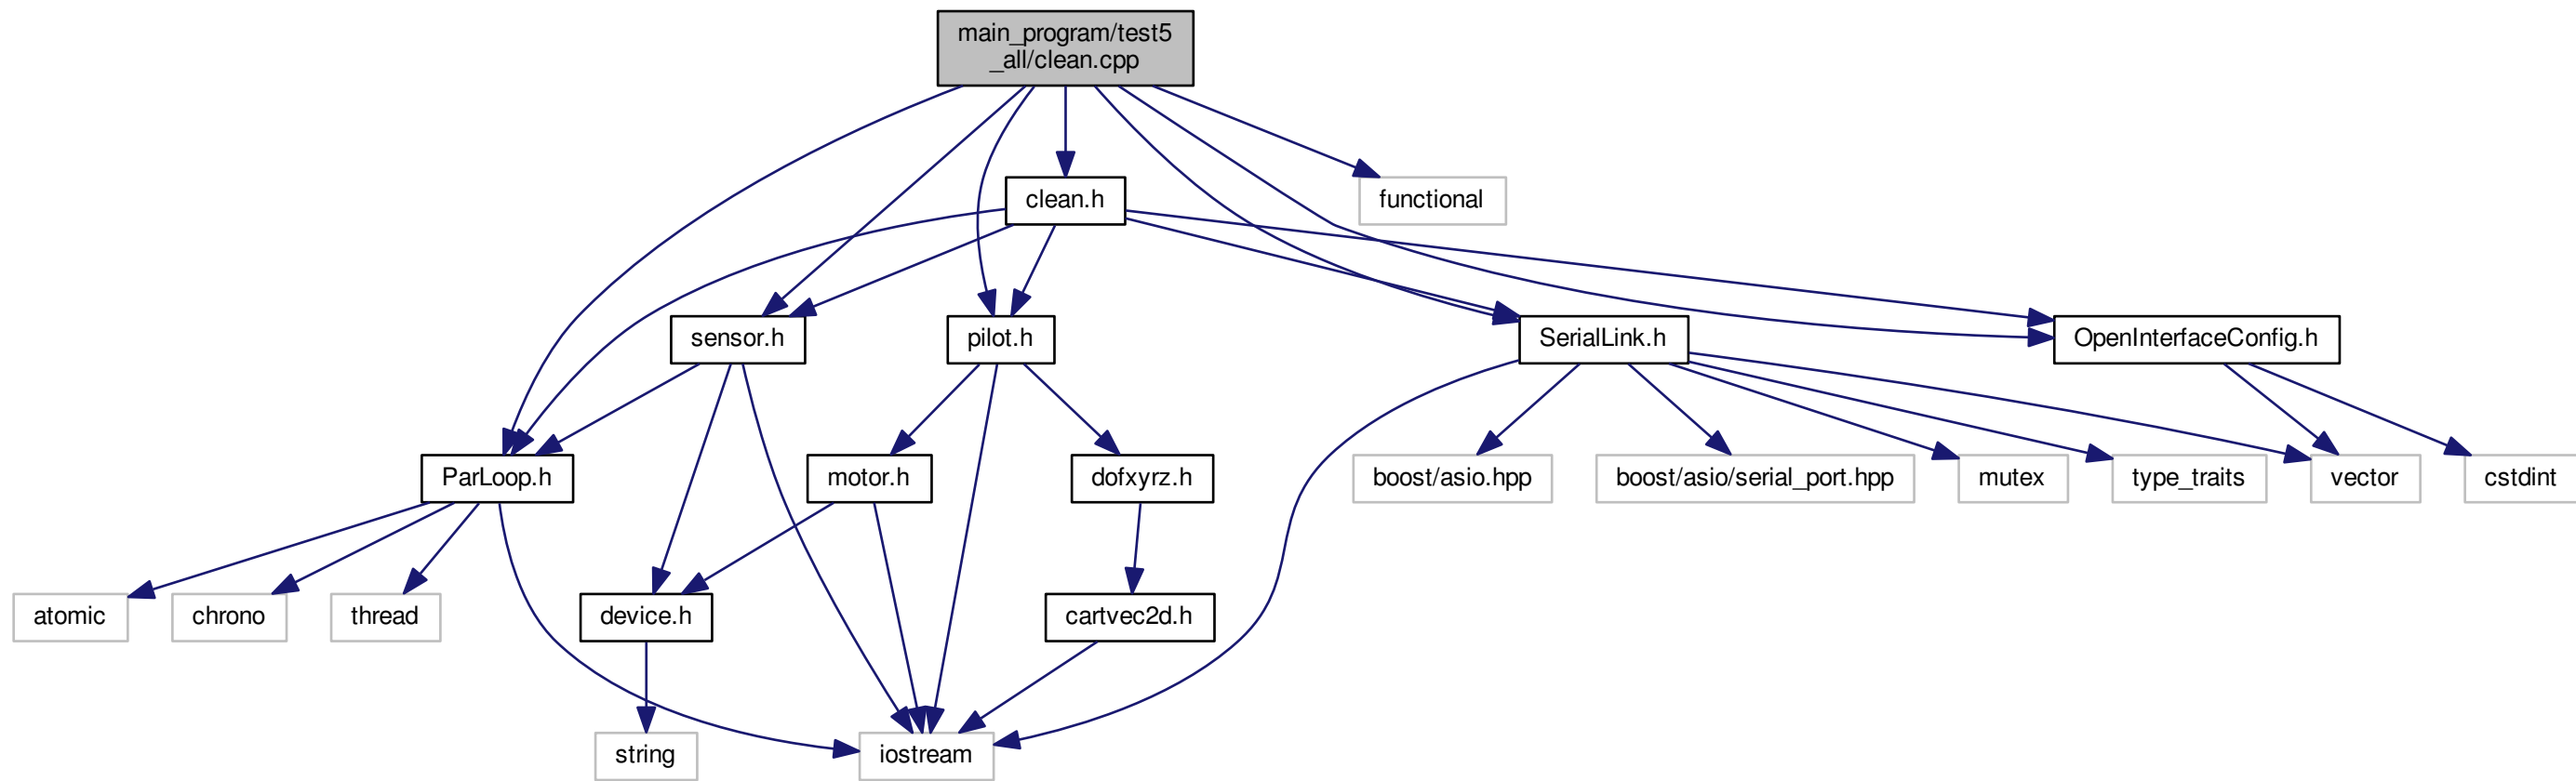 main_program/test5
_all/clean.cpp
clean.h
functional
sensor.h
pilot.h
SerialLink.h
OpenInterfaceConfig.h
ParLoop.h
motor.h
dofxyrz.h
boost/asio.hpp
boost/asio/serial_port.hpp
mutex
type_traits
vector
cstdint
atomic
chrono
thread
device.h
cartvec2d.h
string
iostream